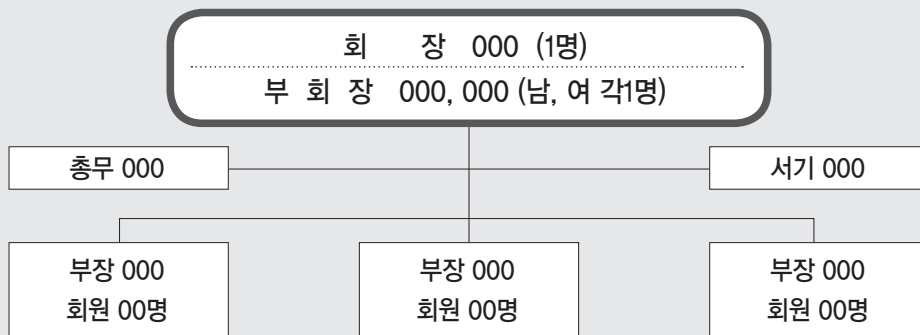 회 장 000 (1명)
부 회 장 000, 000 (남, 여 각1명)
총무 000
서기 000
부장 000
회원 00명
부장 000
회원 00명
부장 000
회원 00명